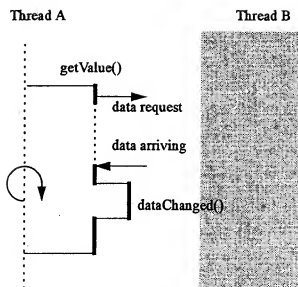 Thread A Thread B
getValue()
data request
data arriving
dataChanged()